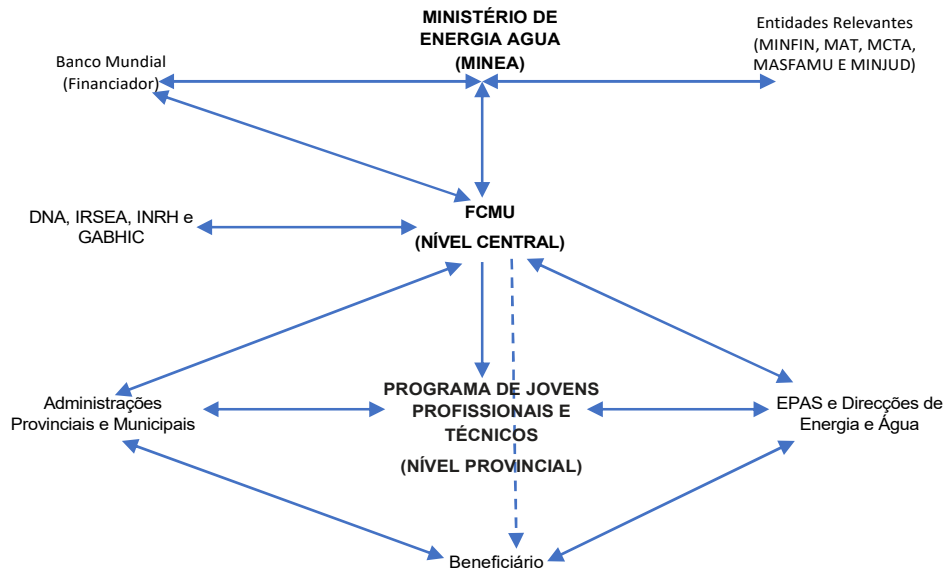 MINISTÉRIO DE
ENERGIA AGUA
(MINEA)
Entidades Relevantes
(MINFIN, MAT, MCTA,
MASFAMU E MINJUD)
Banco Mundial
(Financiador)
FCMU
(NÍVEL CENTRAL)
DNA, IRSEA, INRH e
GABHIC
Administrações
Provinciais e Municipais
PROGRAMA DE JOVENS
PROFISSIONAIS E
TÉCNICOS
(NÍVEL PROVINCIAL)
EPAS e Direcções de
Energia e Água
Beneficiário